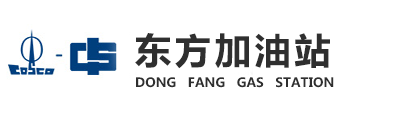 COSCO
东方加油站
DONG FANG GAS STATION